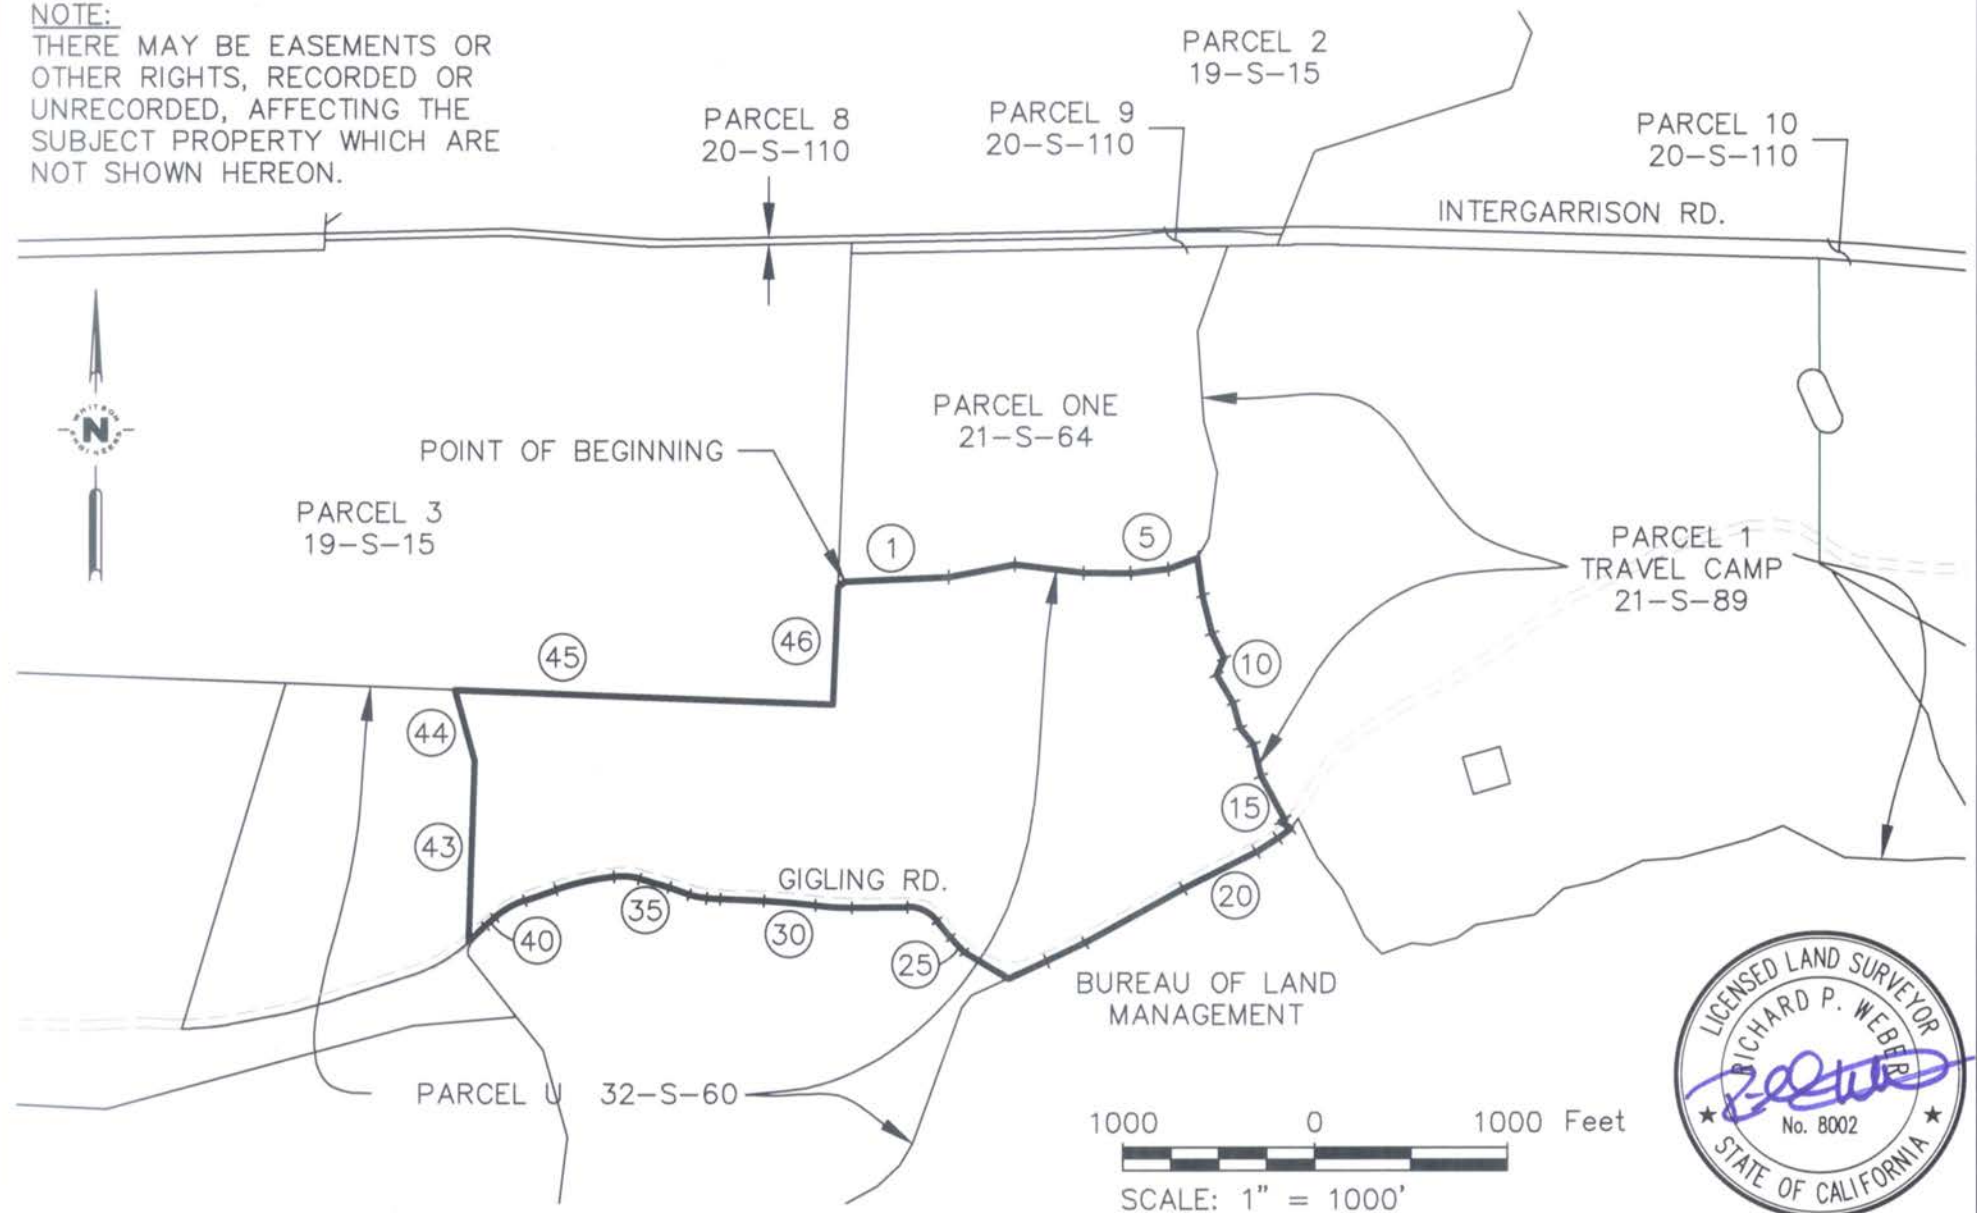 NOTE:
THERE MAY BE EASEMENTS OR
OTHER RIGHTS, RECORDED OR
UNRECORDED, AFFECTING THE
SUBJECT PROPERTY WHICH ARE
NOT SHOWN HEREON.
PARCEL 2
19-S-15
PARCEL 8
20-S-110
PARCEL 9
20-S-110
PARCEL 10
20-S-110
INTERGARRISON RD.
WHITSON
N
ENGINEERS
PARCEL ONE
21-S-64
POINT OF BEGINNING
PARCEL 3
19-S-15
1
5
PARCEL 1
TRAVEL CAMP
21-S-89
46
45
10
44
15
43
GIGLING RD.
20
35
30
40
25
BUREAU OF LAND
MANAGEMENT
PARCEL U 32-S-60
1000 0 1000 Feet
SCALE: 1" = 1000'
LICENSED LAND SURVEYOR
RICHARD P. WEBER
No. 8002
STATE OF CALIFORNIA